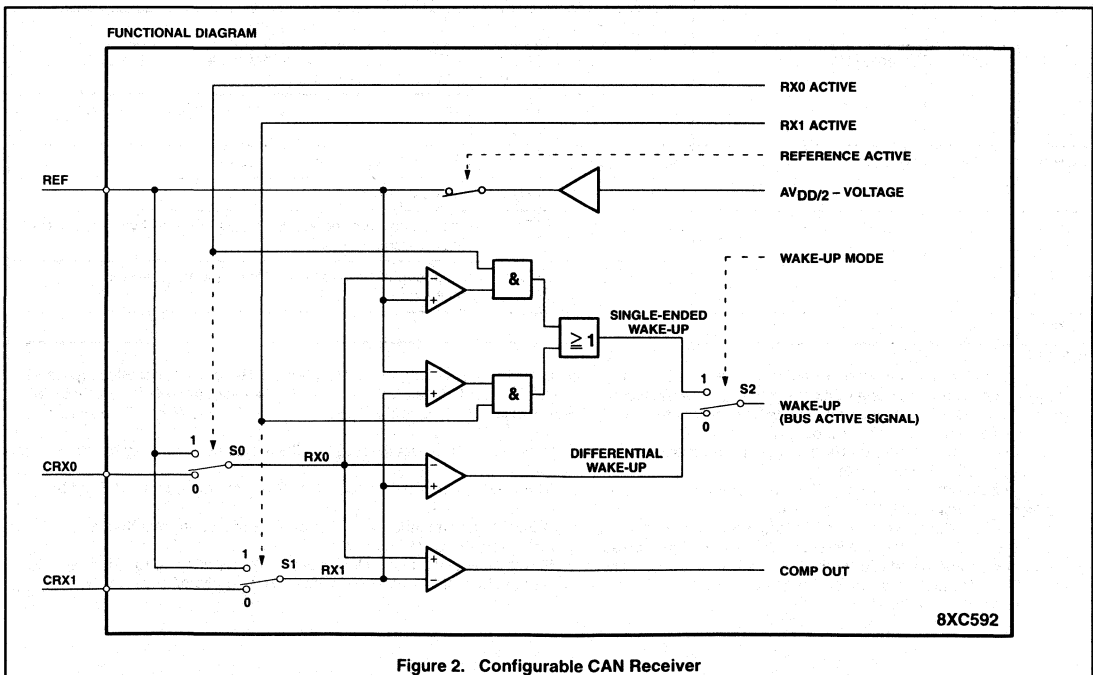 FUNCTIONAL DIAGRAM
RX0 ACTIVE
RX1 ACTIVE
REFERENCE ACTIVE
REF
AVDD/2 – VOLTAGE
WAKE-UP MODE
–
+
&
SINGLE-ENDED
WAKE-UP
≧ 1
–
+
&
1
S2
WAKE-UP
(BUS ACTIVE SIGNAL)
0
1
S0
RX0
CRX0
0
–
+
DIFFERENTIAL
WAKE-UP
1
S1
RX1
CRX1
0
+
–
COMP OUT
8XC592
Figure 2. Configurable CAN Receiver